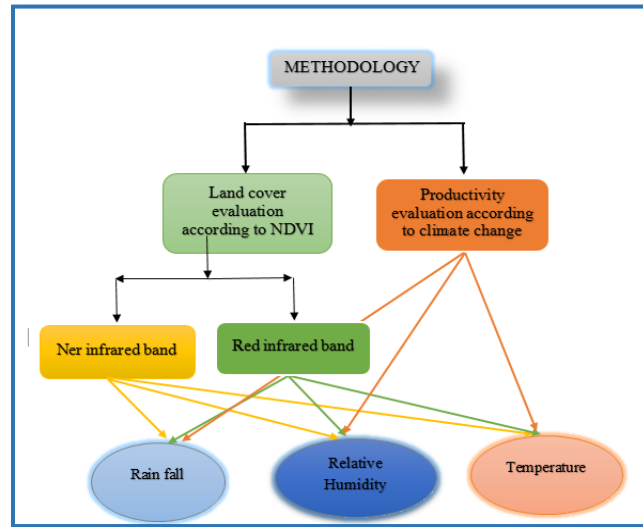 METHODOLOGY
Land cover
evaluation
according to NDVI
Productivity
evaluation according
to climate change
Ner infrared band
Red infrared band
Rain fall
Relative
Humidity
Temperature